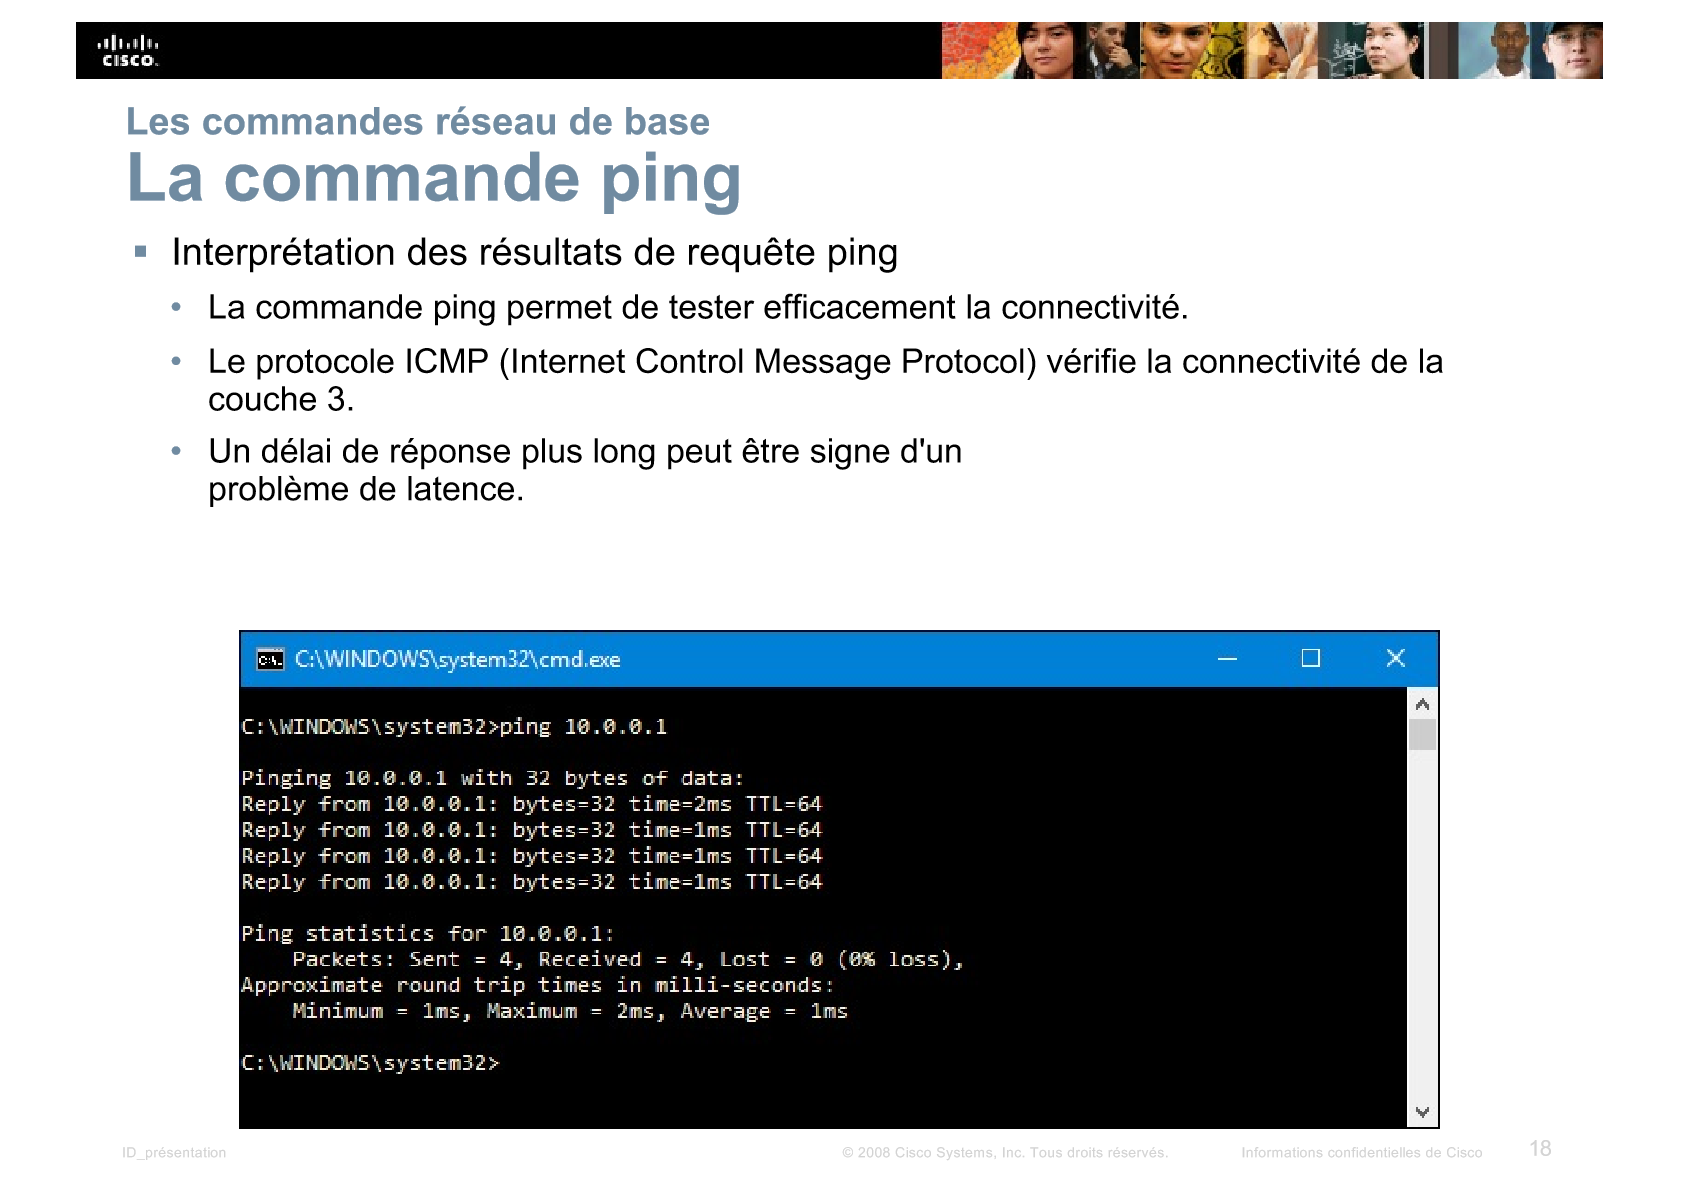 CISCO.
Les commandes réseau de base
La commande ping
▪ Interprétation des résultats de requête ping
• La commande ping permet de tester efficacement la connectivité.
• Le protocole ICMP (Internet Control Message Protocol) vérifie la connectivité de la
couche 3.
• Un délai de réponse plus long peut être signe d'un
problème de latence.
C:\WINDOWS\system32\cmd.exe
C:\WINDOWS\system32>ping 10.0.0.1
Pinging 10.0.0.1 with 32 bytes of data:
Reply from 10.0.0.1: bytes=32 time=2ms TTL=64
Reply from 10.0.0.1: bytes=32 time=1ms TTL=64
Reply from 10.0.0.1: bytes=32 time=1ms TTL=64
Reply from 10.0.0.1: bytes=32 time=1ms TTL=64
Ping statistics for 10.0.0.1:
Packets: Sent = 4, Received = 4, Lost = 0 (0% loss),
Approximate round trip times in milli-seconds:
Minimum = 1ms, Maximum = 2ms, Average = 1ms
C:\WINDOWS\system32>
ID_présentation © 2008 Cisco Systems, Inc. Tous droits réservés. Informations confidentielles de Cisco 18